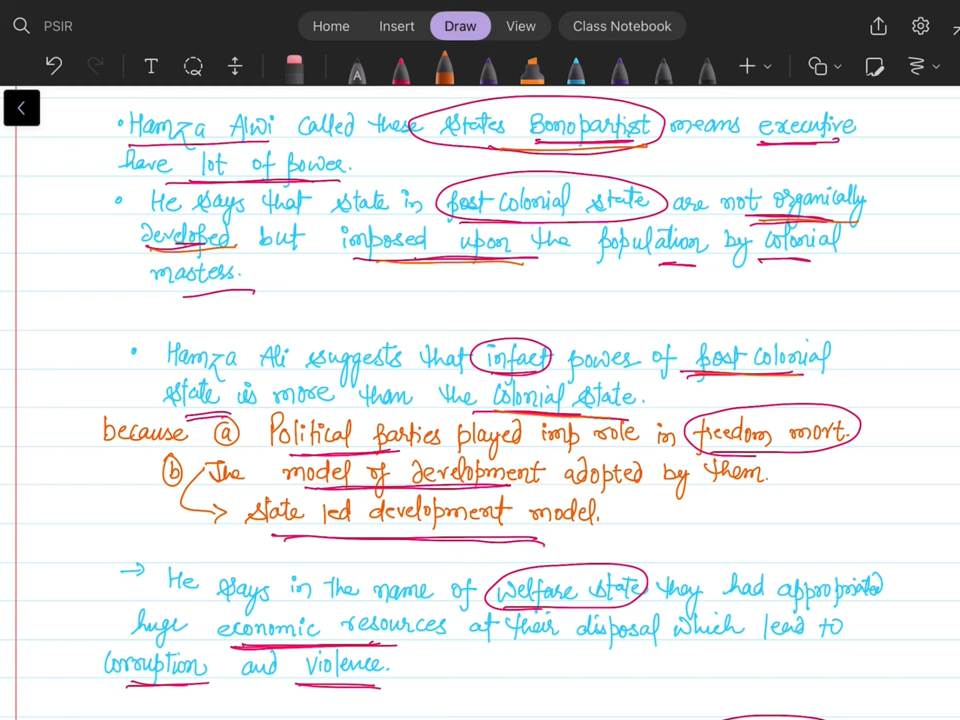 PSIR
Home Insert Draw View Class Notebook
T
A
• Hamza Alwi called these states Bonopartist means executive
have lot of power.
• He says that state in post colonial state are not organically
developed but imposed upon the population by colonial
masters.
• Hamza Ali suggests that infact power of post colonial
state is more than the colonial state.
because ⓐ Political parties played imp role in freedom momt.
ⓑ The model of development adopted by them.
→ state led development model.
→ He says in the name of welfare state they had appropriated
huge economic resources at their disposal which lead to
corruption and violence.